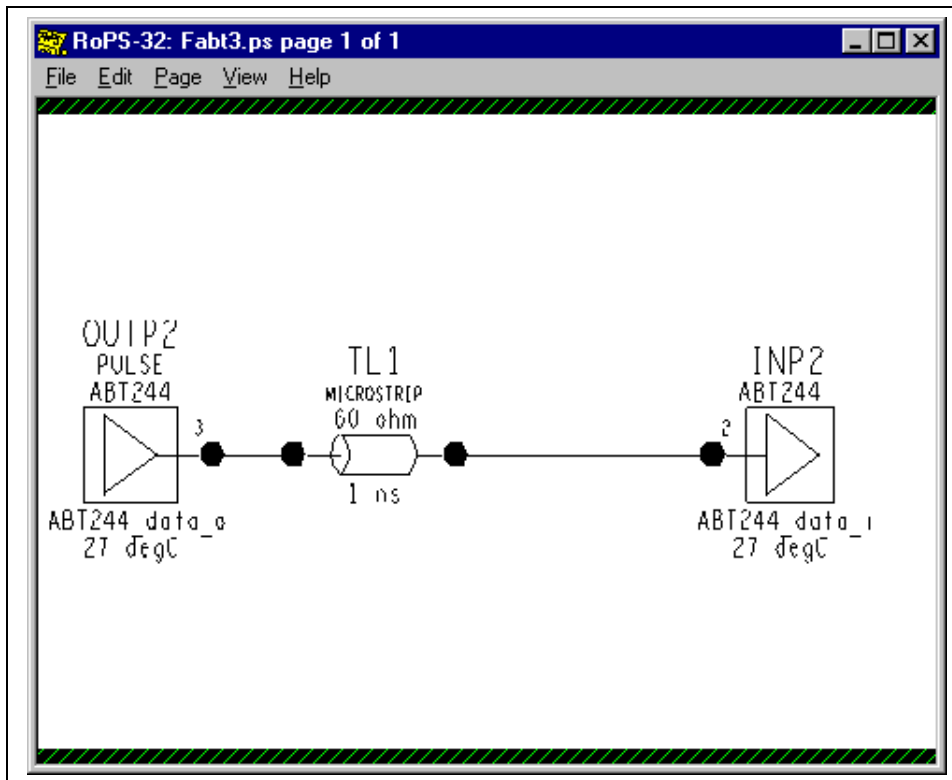 RoPS-32: Fabt3.ps page 1 of 1
File Edit Page View Help
OUTP2
PULSE
ABT244
3
ABT244_data_o
27 degC
TL1
MICROSTRIP
60 ohm
1 ns
INP2
ABT244
2
ABT244_data_i
27 degC